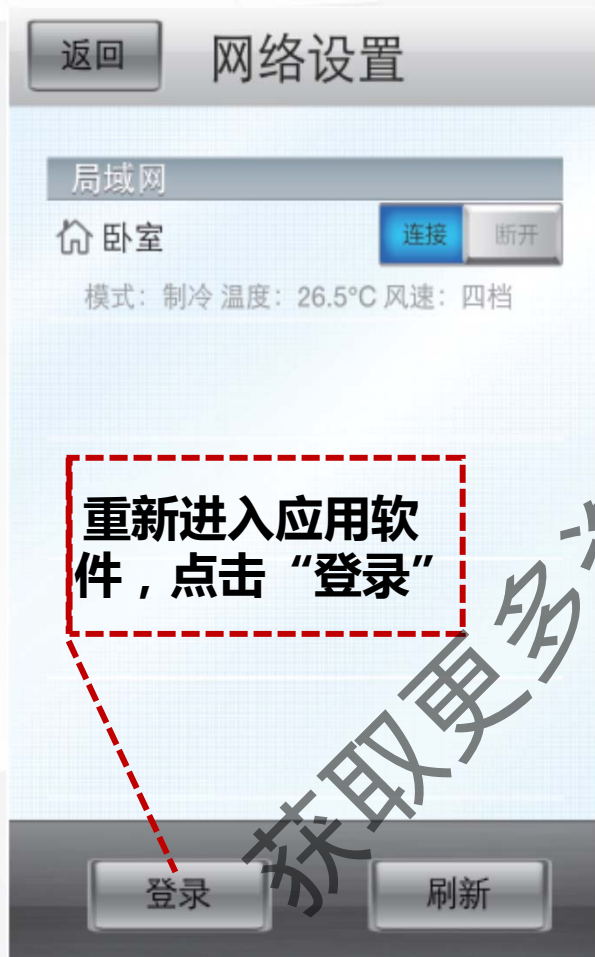 返回 网络设置
局域网
卧室 连接 断开
模式：制冷 温度：26.5°C 风速：四档
重新进入应用软
件，点击“登录”
获取更多
登录 刷新